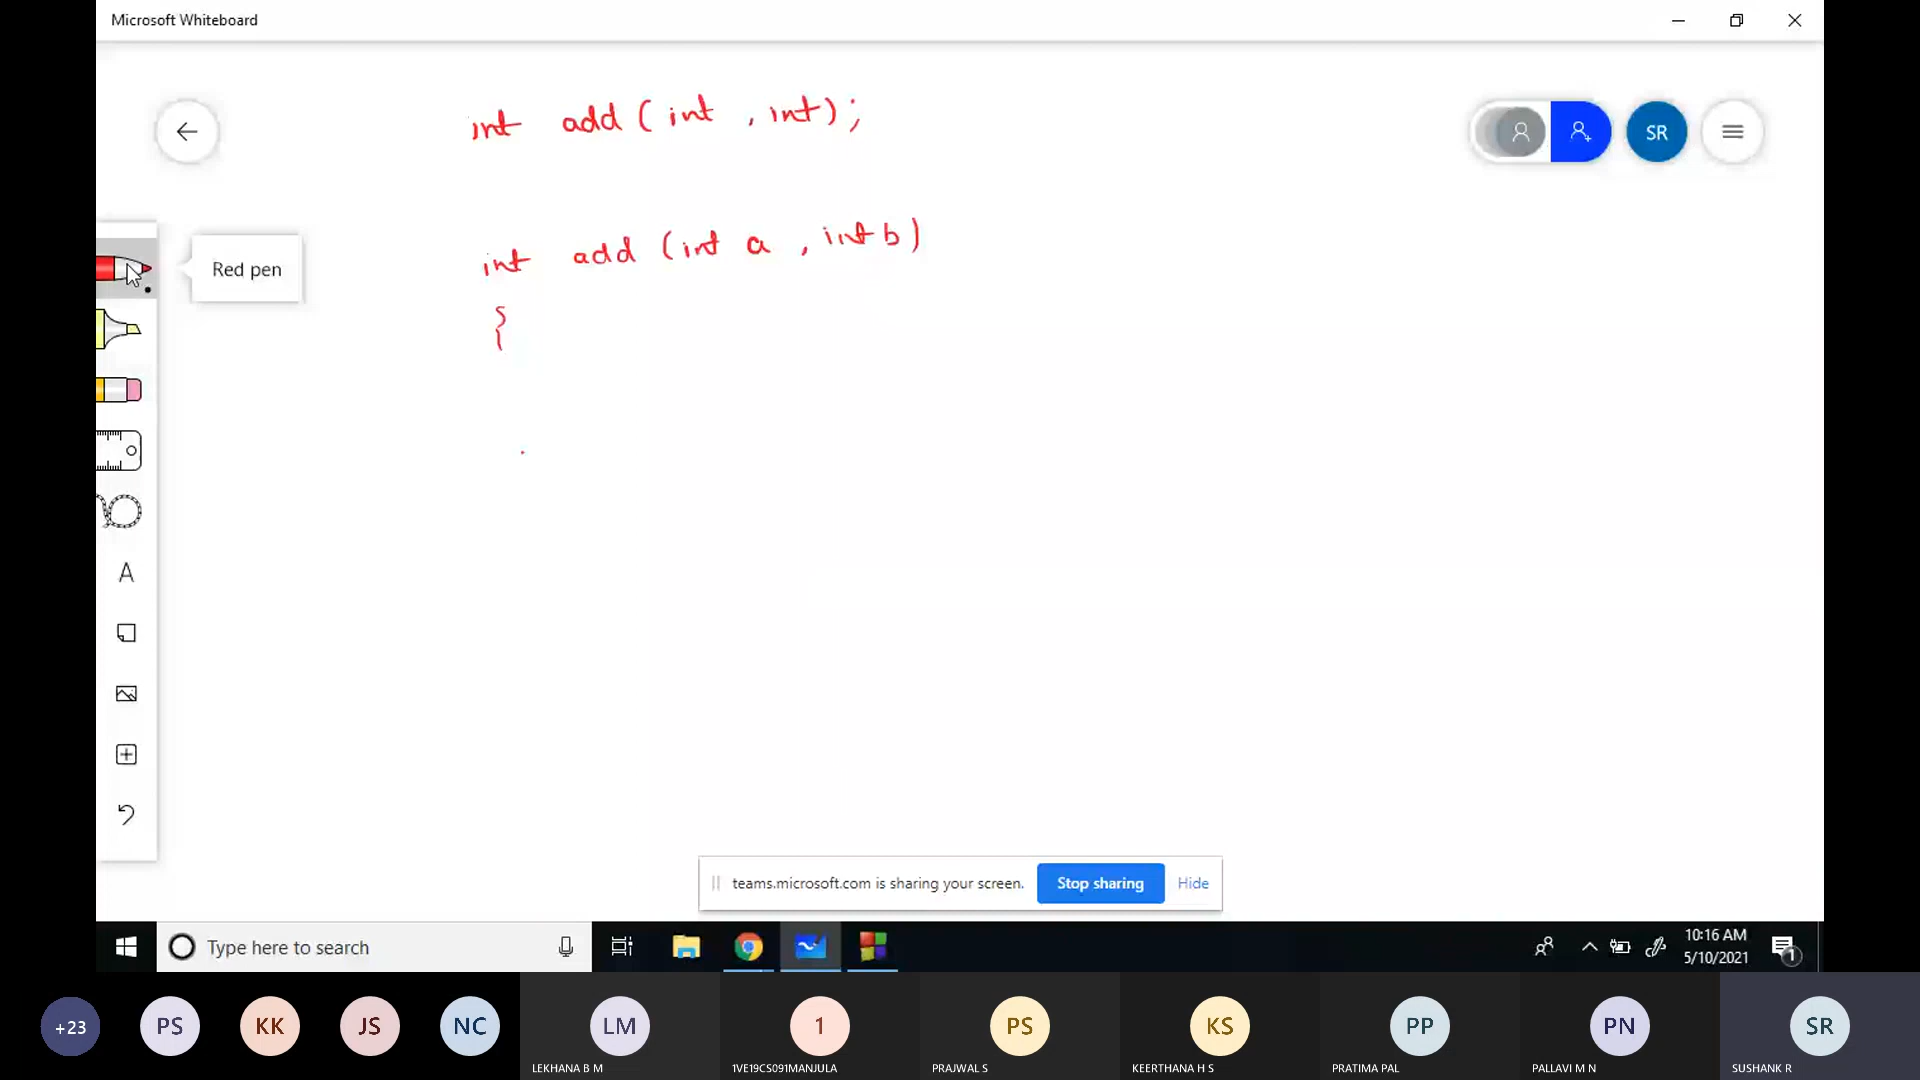 Microsoft Whiteboard
int add ( int , int) ;
SR
Red pen
int add (int a , int b)
{
A
teams.microsoft.com is sharing your screen. Stop sharing Hide
Type here to search
10:16 AM
5/10/2021
1
+23 PS KK JS NC LM 1 PS KS PP PN SR
LEKHANA B M 1VE19CS091MANJULA PRAJWAL S KEERTHANA H S PRATIMA PAL PALLAVI M N SUSHANK R